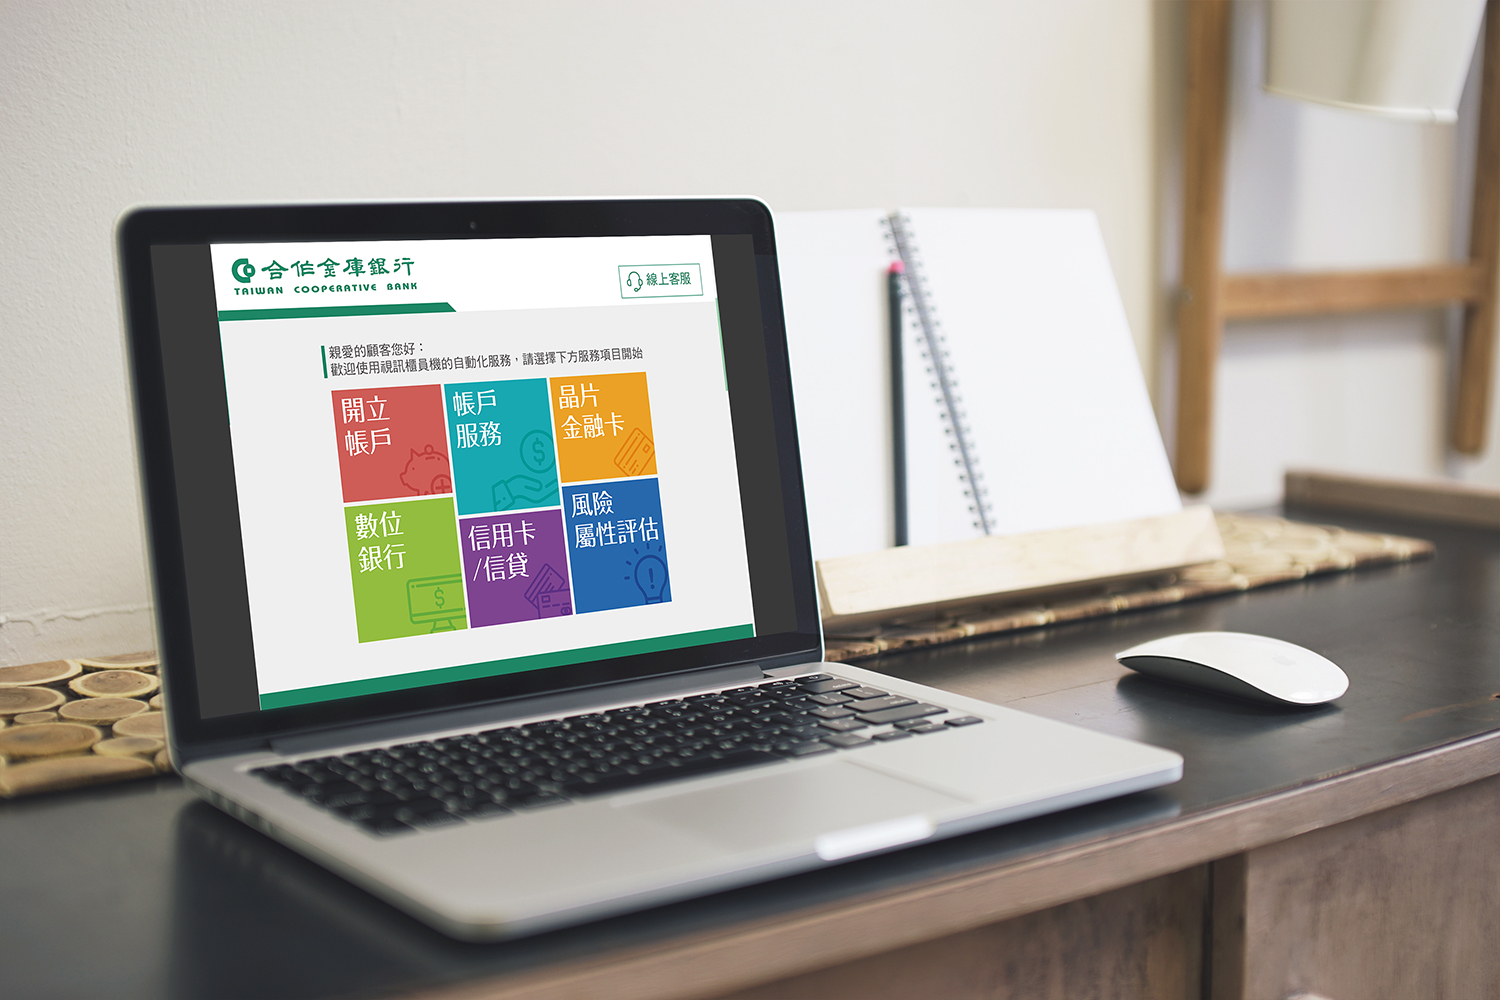 合作金庫銀行
TAIWAN COOPERATIVE BANK
線上客服
親愛的顧客您好：
歡迎使用視訊櫃員機的自動化服務，請選擇下方服務項目開始
開立
帳戶
帳戶
服務
晶片
金融卡
數位
銀行
信用卡
/信貸
風險
屬性評估